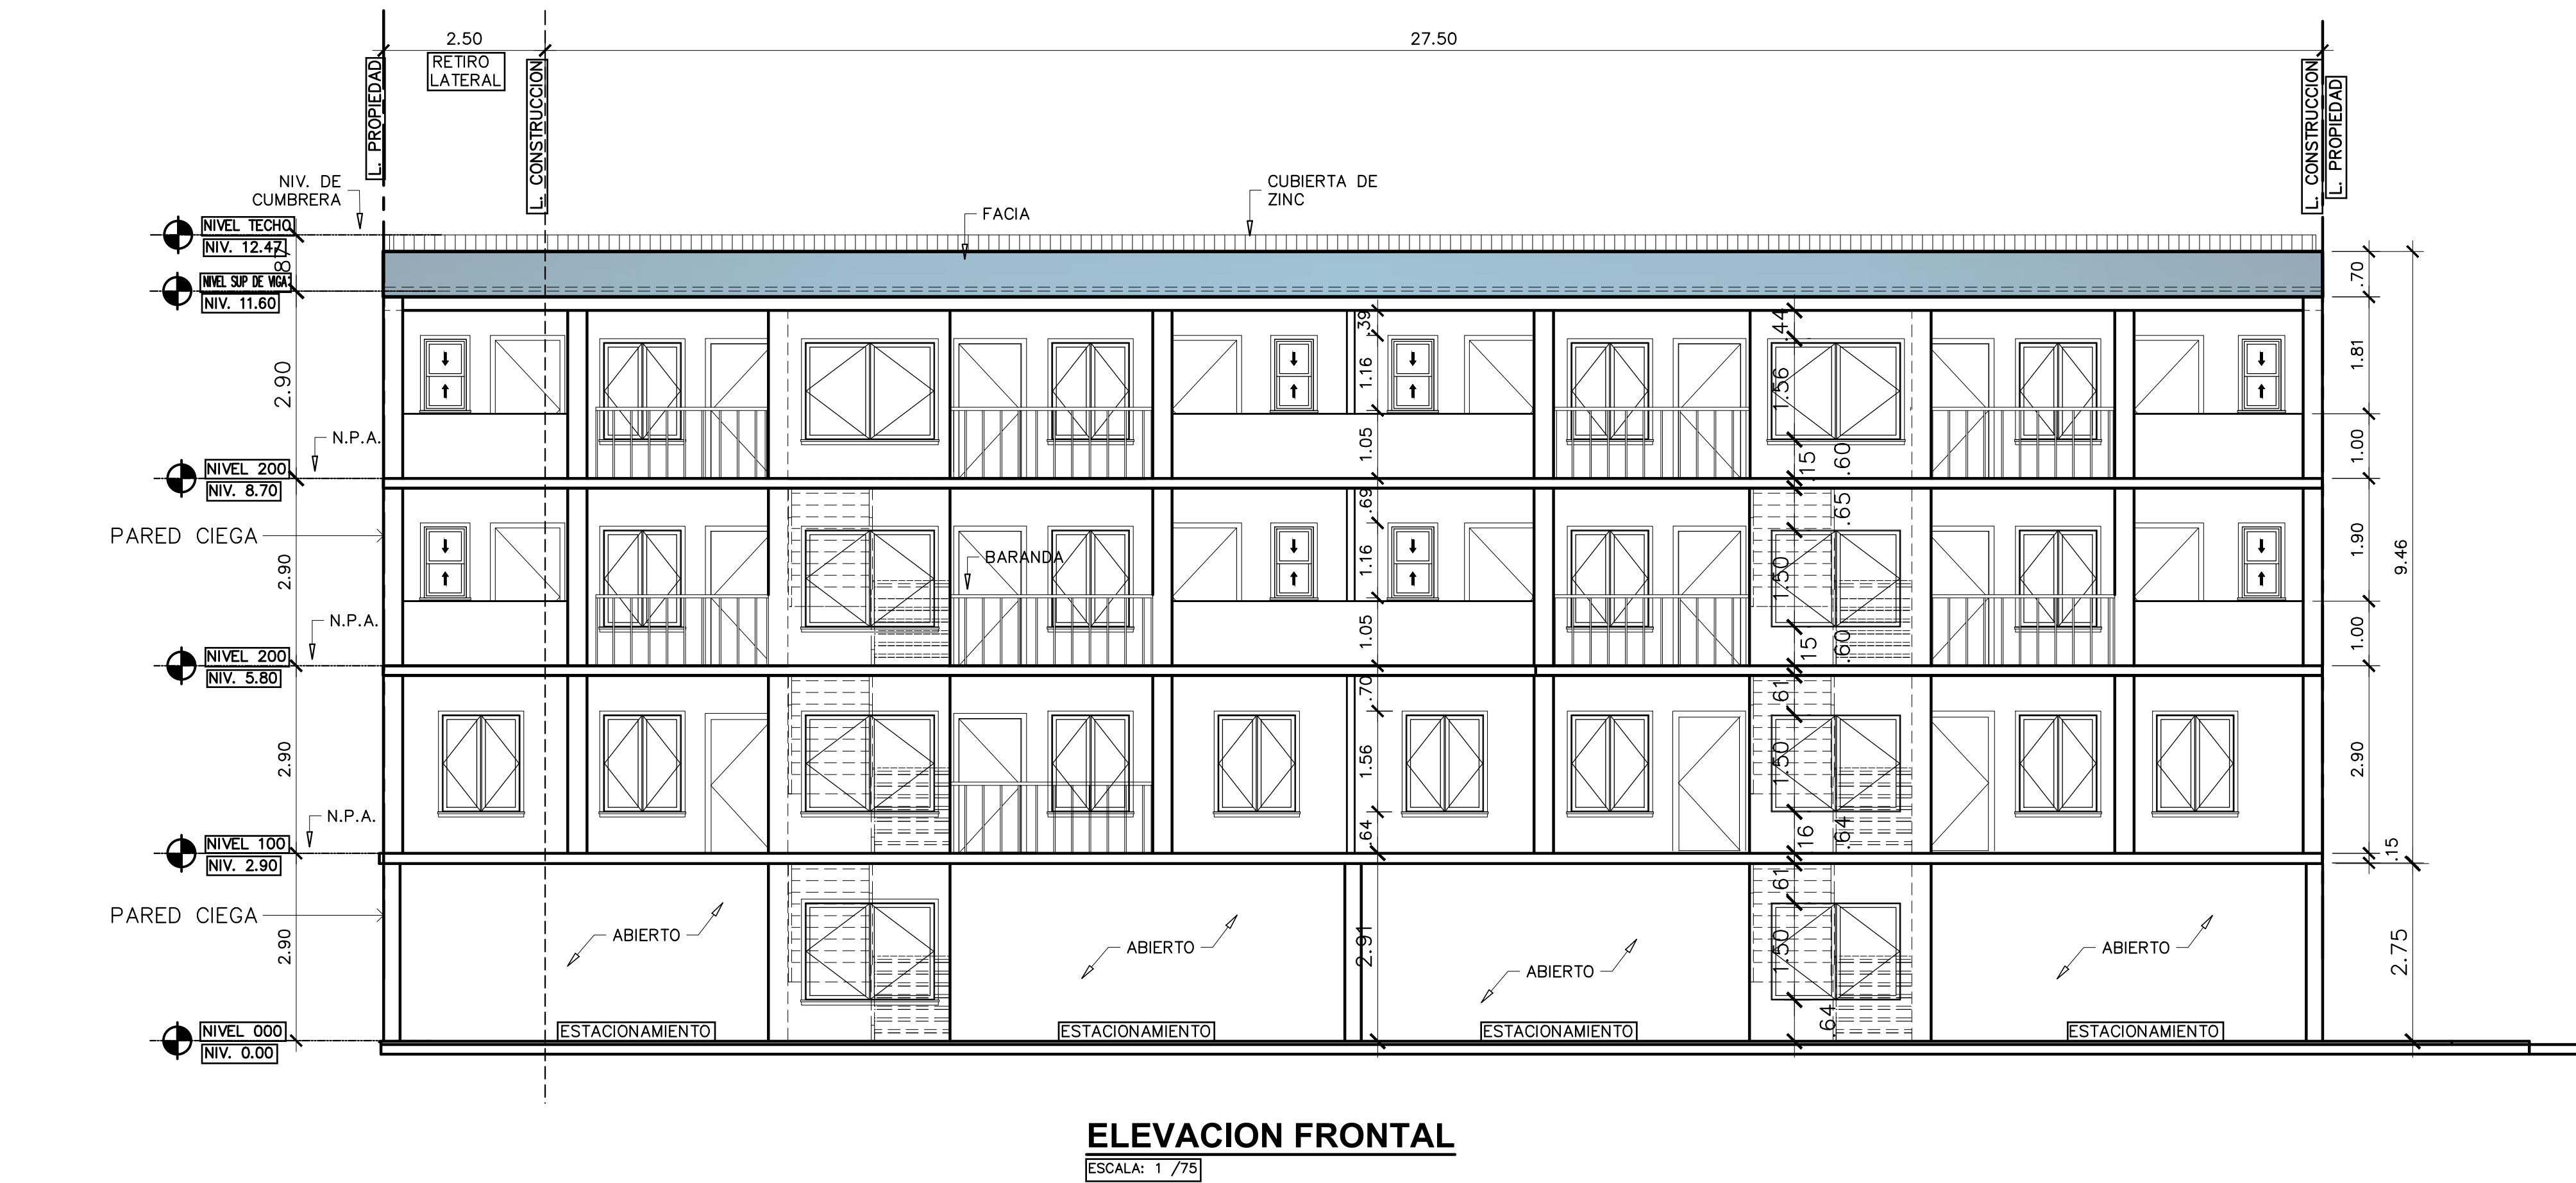 2.50
27.50
RETIRO
LATERAL
L. PROPIEDAD
L. CONSTRUCCION
L. CONSTRUCCION
L. PROPIEDAD
NIV. DE
CUMBRERA
CUBIERTA DE
ZINC
FACIA
NIVEL TECHO
NIV. 12.47
.87
NIVEL SUP DE VIGA
NIV. 11.60
2.90
N.P.A.
NIVEL 200
NIV. 8.70
PARED CIEGA
2.90
N.P.A.
NIVEL 200
NIV. 5.80
2.90
N.P.A.
NIVEL 100
NIV. 2.90
PARED CIEGA
2.90
NIVEL 000
NIV. 0.00
BARANDA
.39
1.16
1.05
.69
1.16
1.05
.70
1.56
.64
2.91
.44
1.56
.15
.60
.65
1.50
.15
.60
.61
1.50
.16
.64
.61
1.50
.64
.70
1.81
1.00
1.90
1.00
2.90
.15
9.46
2.75
ABIERTO
ABIERTO
ABIERTO
ABIERTO
ESTACIONAMIENTO
ESTACIONAMIENTO
ESTACIONAMIENTO
ESTACIONAMIENTO
ELEVACION FRONTAL
ESCALA: 1 /75